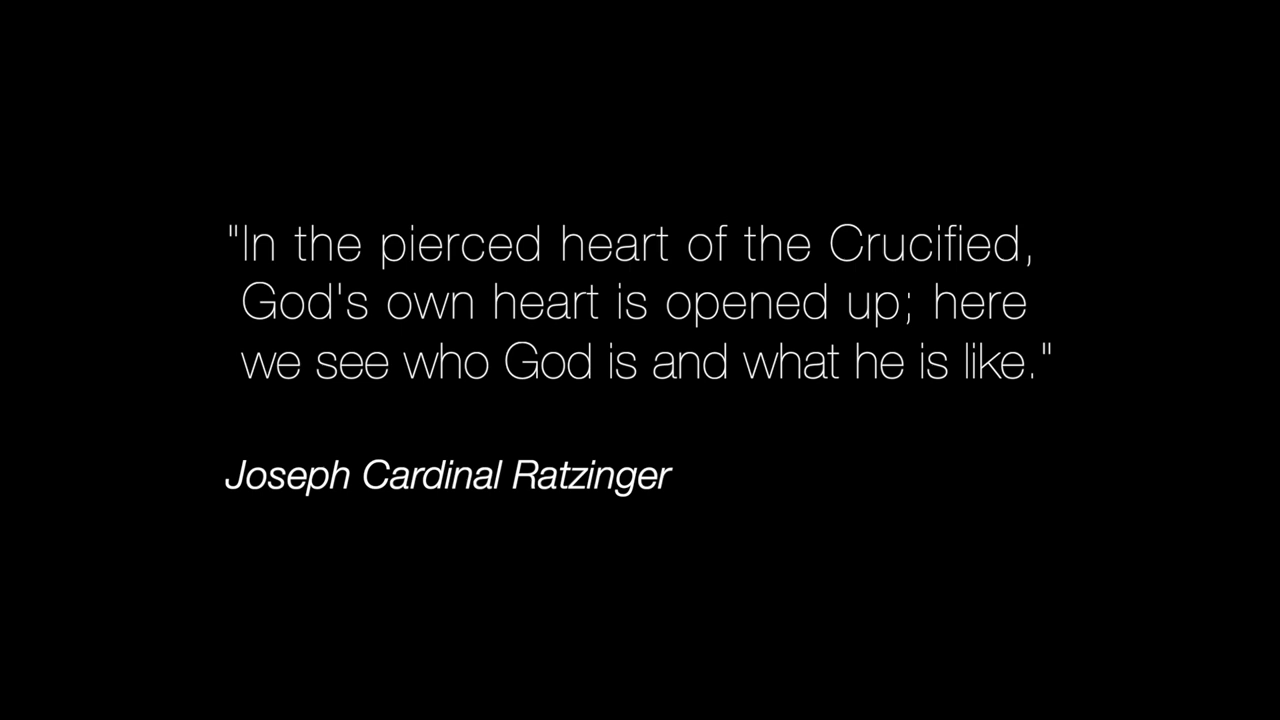 "In the pierced heart of the Crucified,
God's own heart is opened up; here
we see who God is and what he is like."
Joseph Cardinal Ratzinger